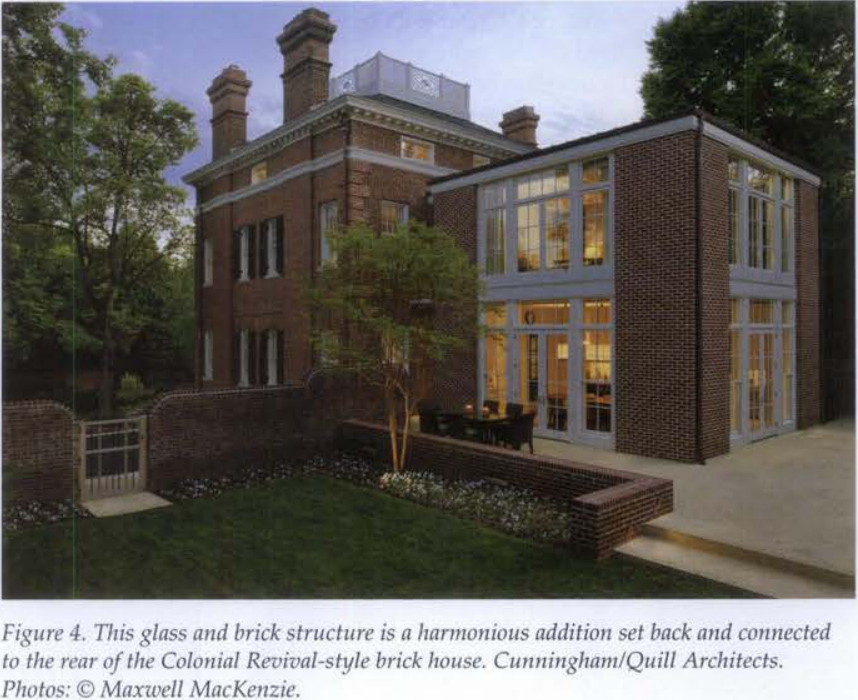 Figure 4. This glass and brick structure is a harmonious addition set back and connected
to the rear of the Colonial Revival-style brick house. Cunningham/Quill Architects.
Photos: © Maxwell MacKenzie.